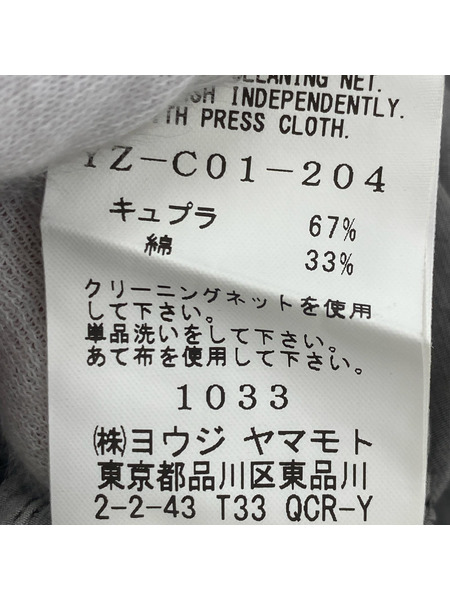 CLEANING NET.
INDEPENDENTLY.
PRESS CLOTH.
YZ-C01-204
キュプラ 67%
綿 33%
クリーニングネットを使用
して下さい。
単品洗いをして下さい。
あて布を使用して下さい。
1033
㈱ヨウジ ヤマモト
東京都品川区東品川
2-2-43 T33 QCR-Y